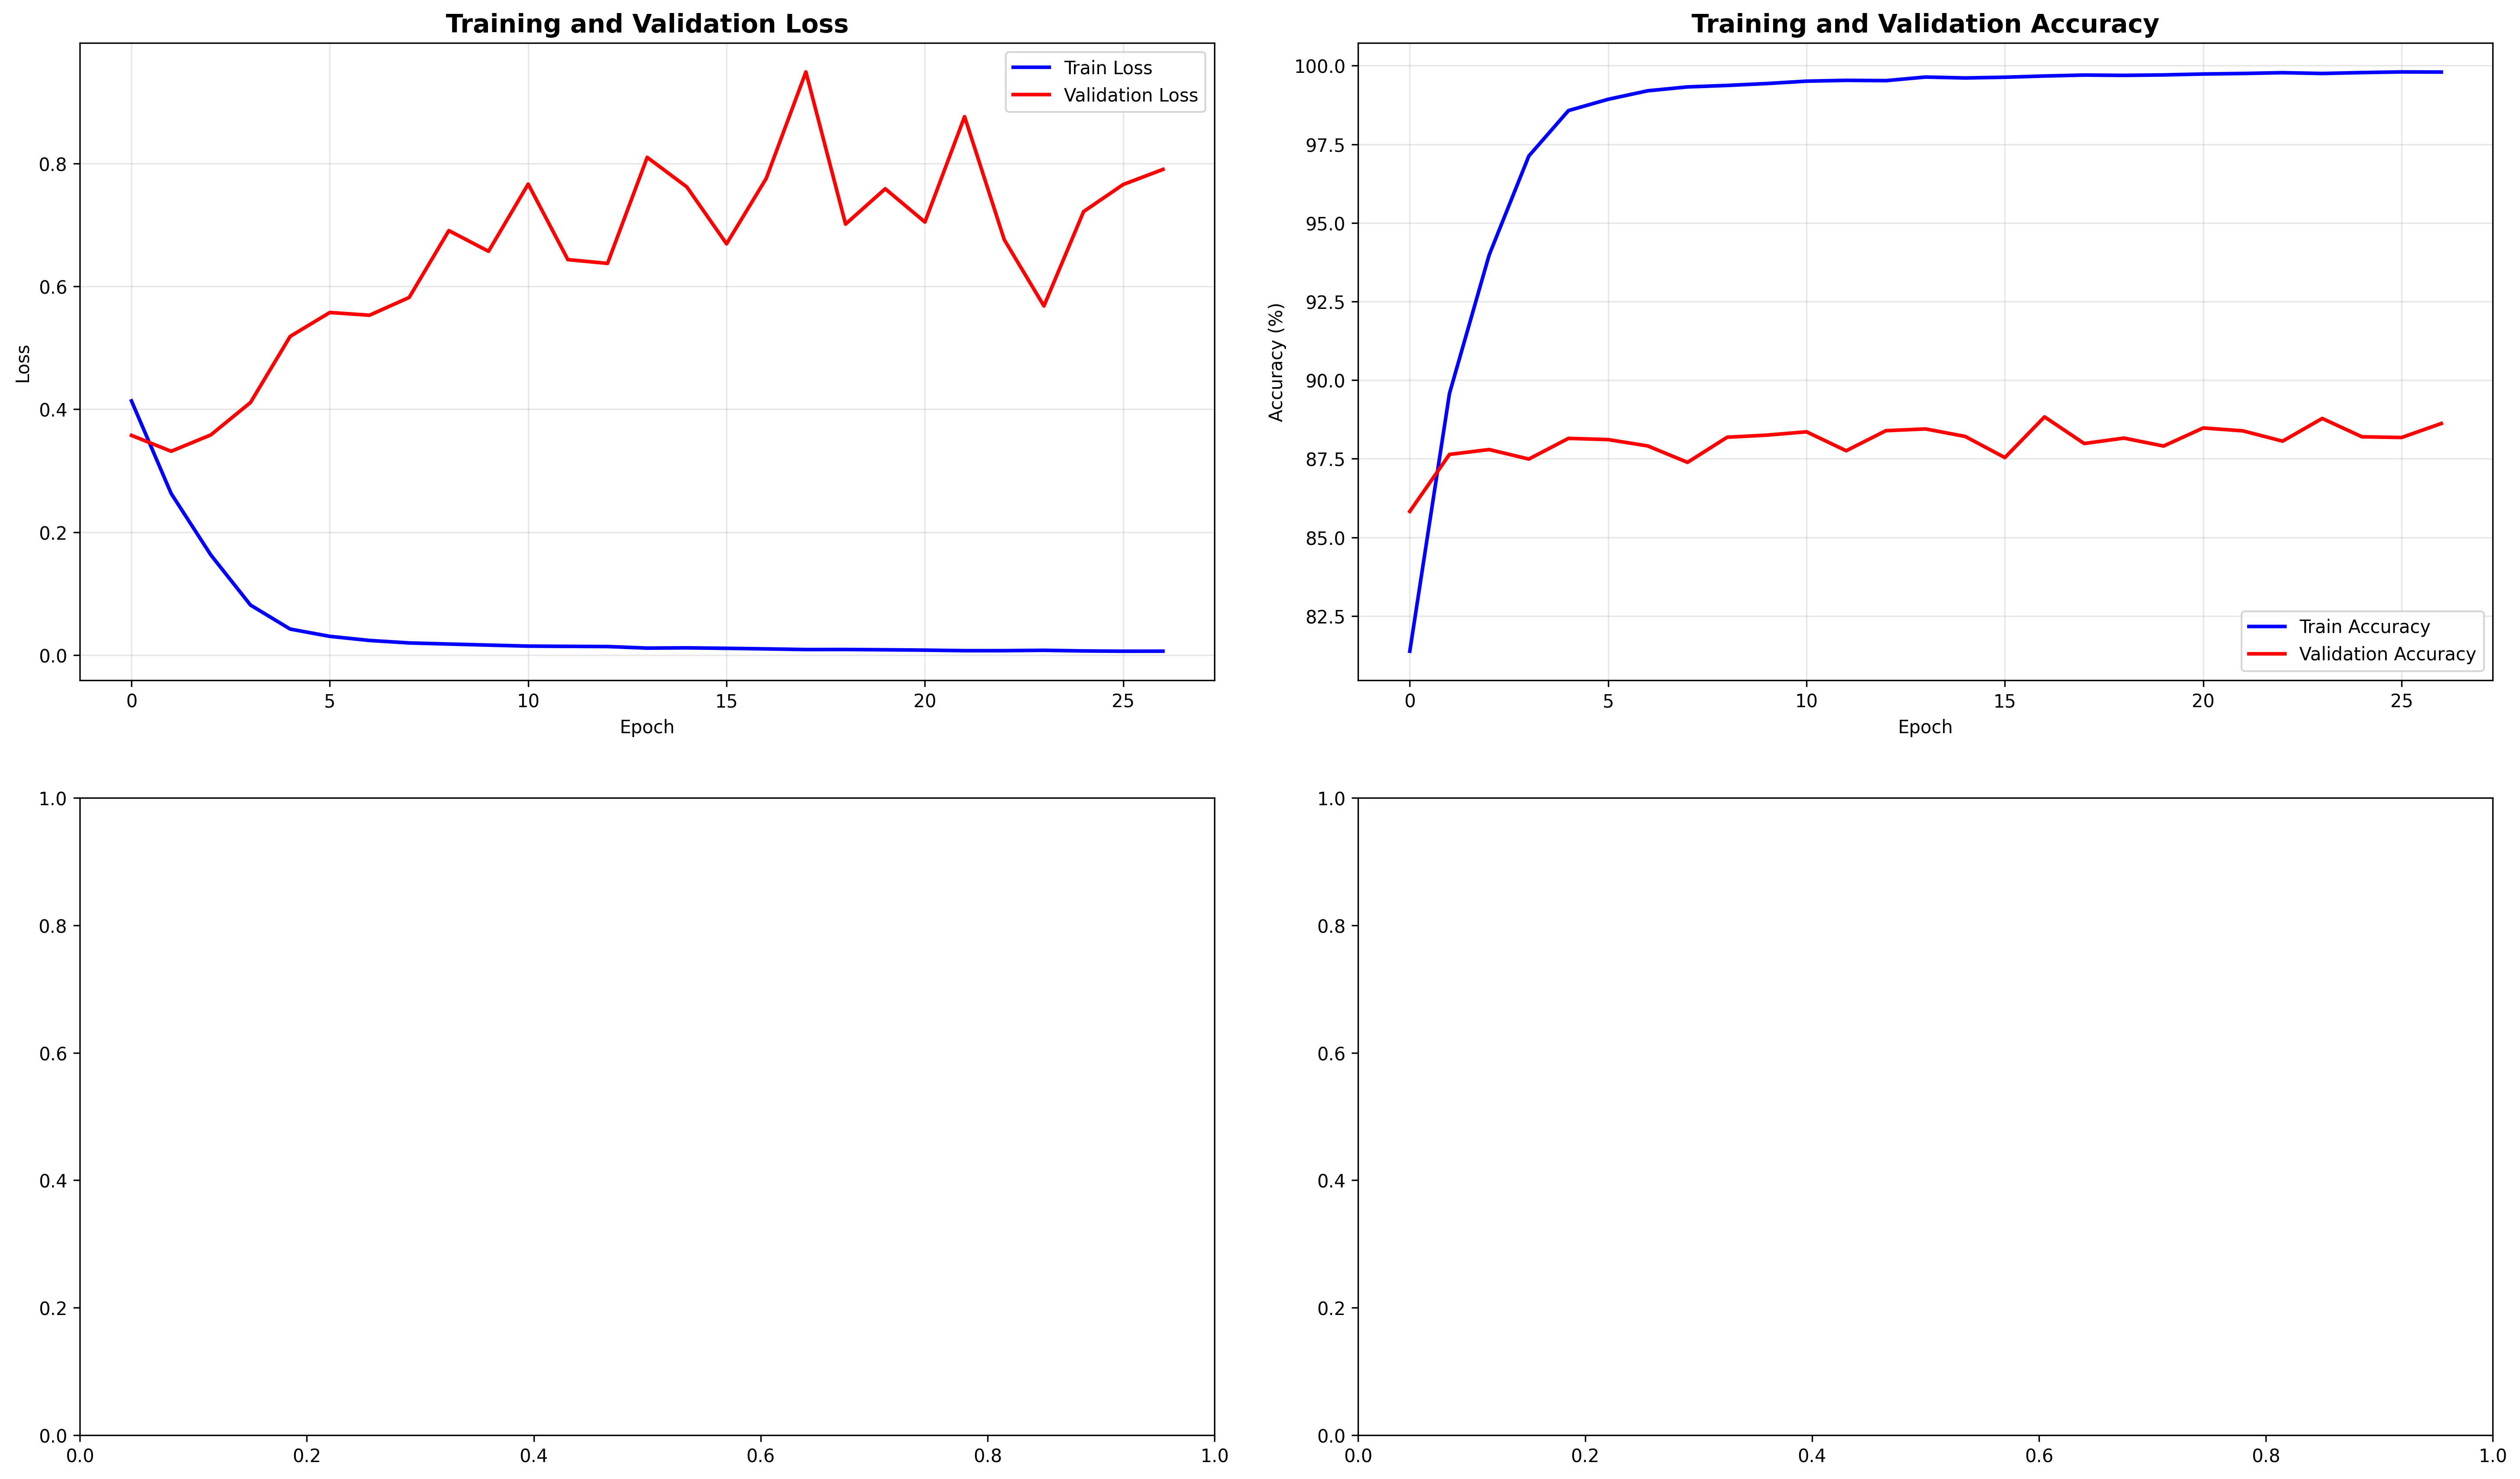 Training and Validation Loss
Train Loss
Validation Loss
0.8
0.6
0.4
0.2
0.0
Loss
0 5 10 15 20 25
Epoch
Training and Validation Accuracy
100.0
97.5
95.0
92.5
90.0
87.5
85.0
82.5
Accuracy (%)
Train Accuracy
Validation Accuracy
0 5 10 15 20 25
Epoch
1.0
0.8
0.6
0.4
0.2
0.0
0.0 0.2 0.4 0.6 0.8 1.0
1.0
0.8
0.6
0.4
0.2
0.0
0.0 0.2 0.4 0.6 0.8 1.0